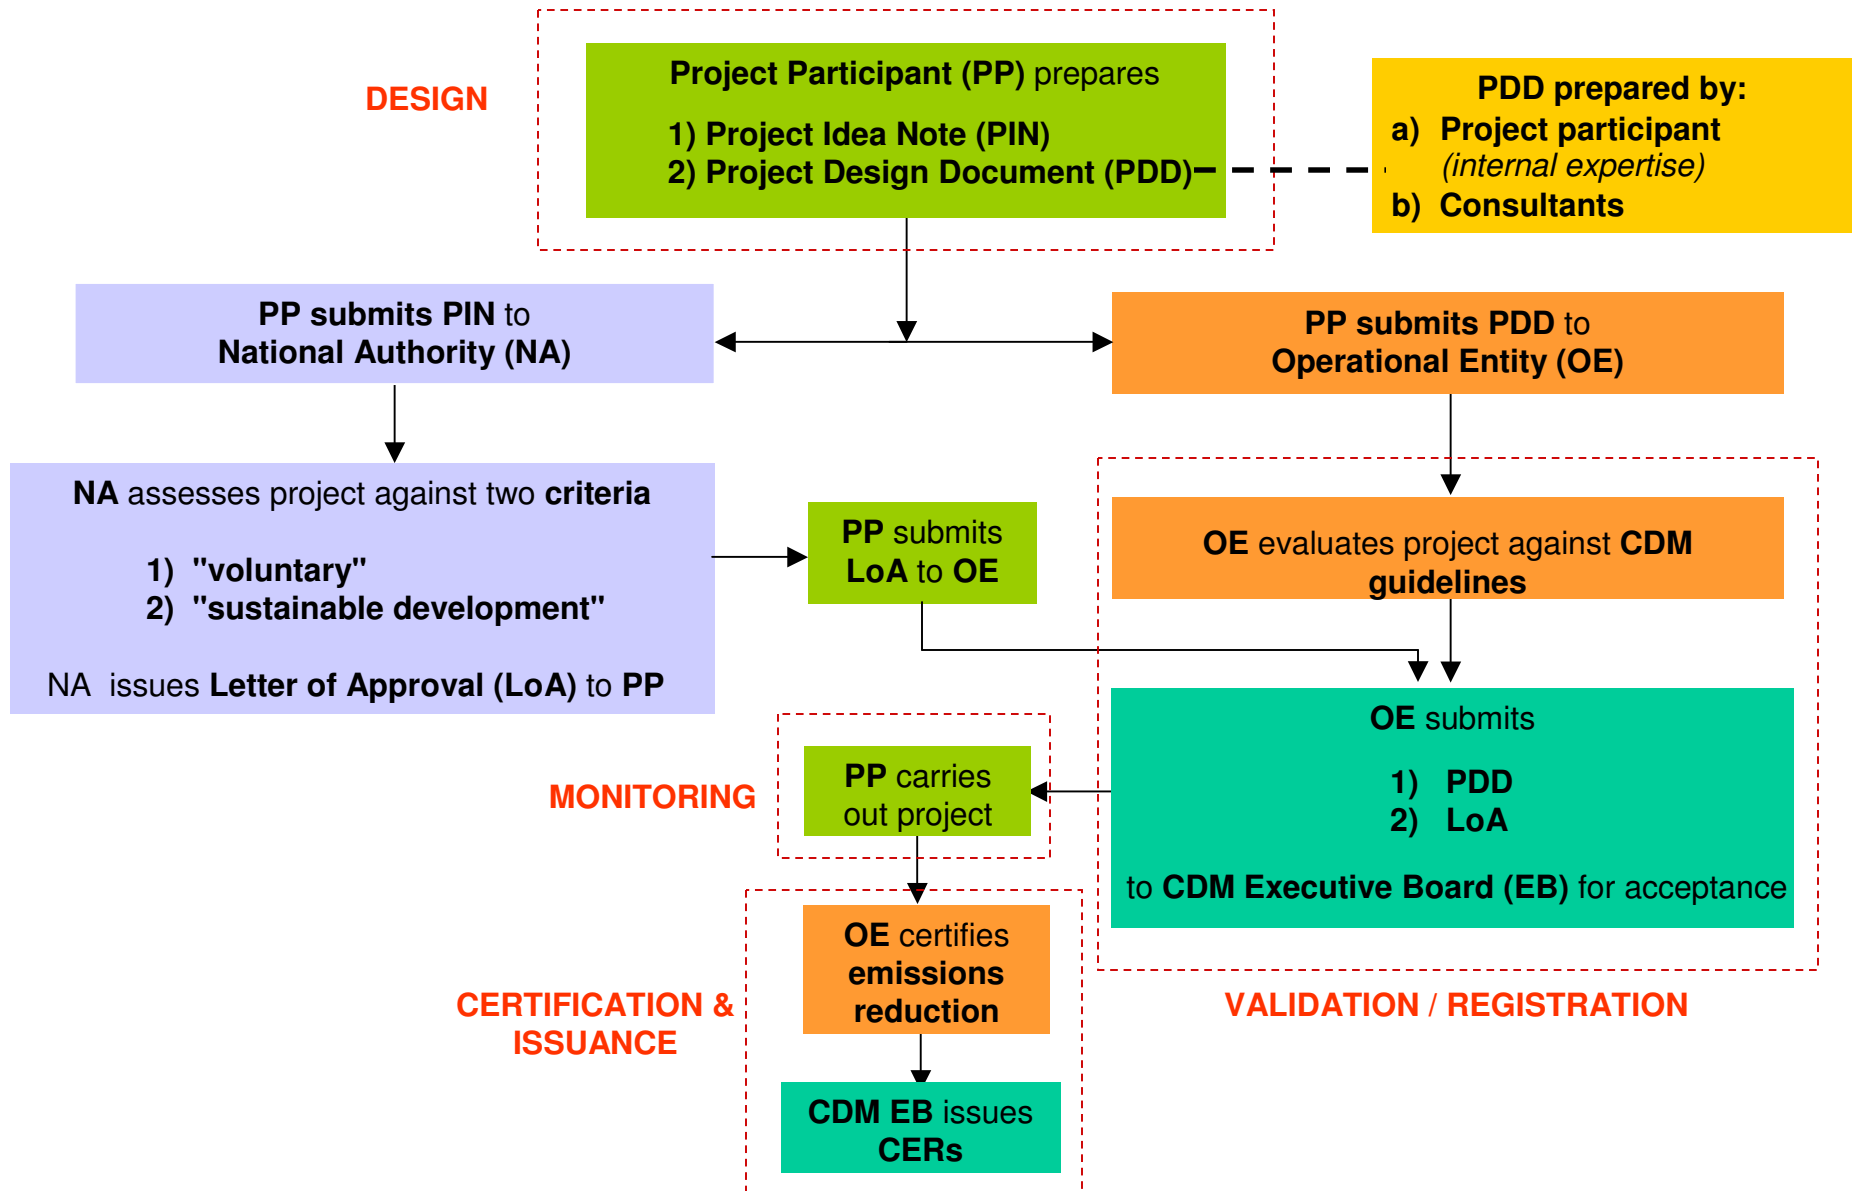 DESIGN
Project Participant (PP) prepares
1) Project Idea Note (PIN)
2) Project Design Document (PDD)
PDD prepared by:
a) Project participant
(internal expertise)
b) Consultants
PP submits PIN to
National Authority (NA)
PP submits PDD to
Operational Entity (OE)
NA assesses project against two criteria
1) "voluntary"
2) "sustainable development"
NA issues Letter of Approval (LoA) to PP
PP submits
LoA to OE
OE evaluates project against CDM
guidelines
OE submits
1) PDD
2) LoA
to CDM Executive Board (EB) for acceptance
VALIDATION / REGISTRATION
MONITORING
PP carries
out project
CERTIFICATION &
ISSUANCE
OE certifies
emissions
reduction
CDM EB issues
CERs